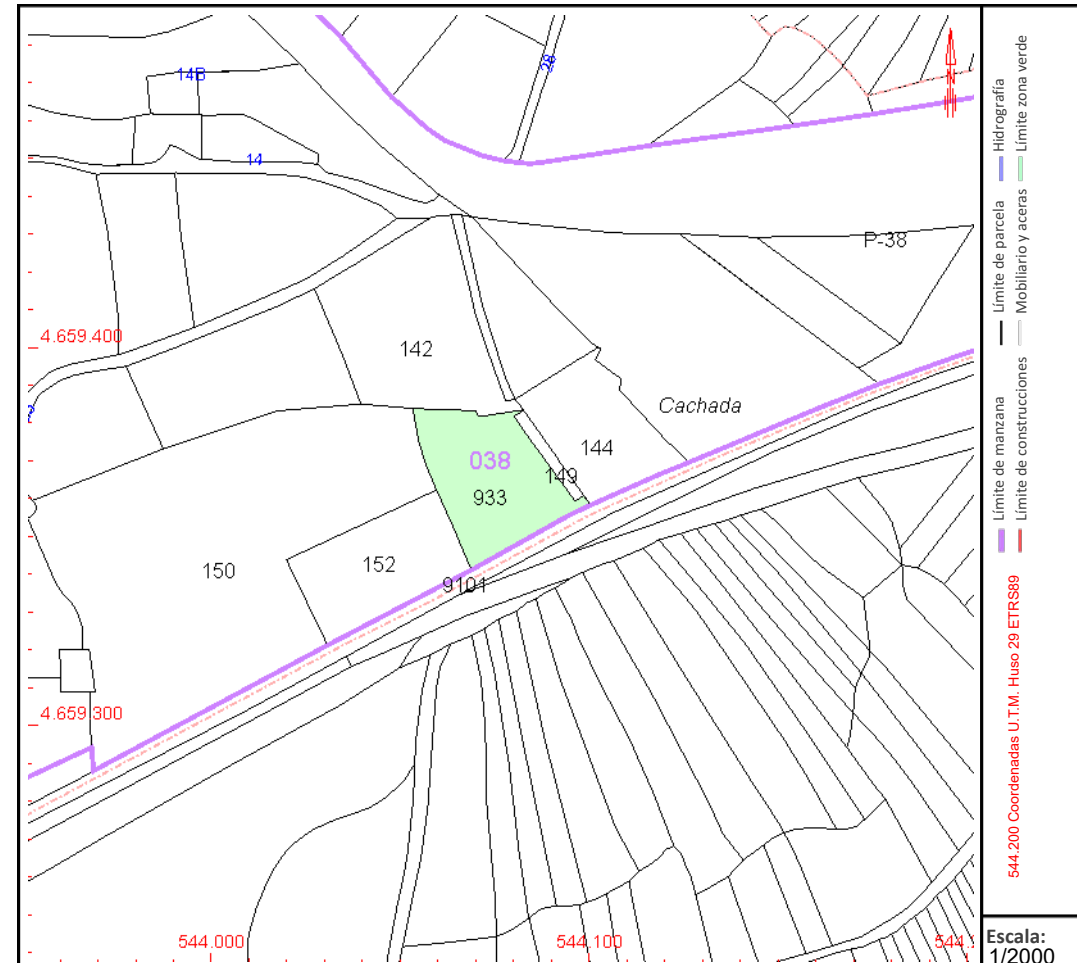 28
14B
14
P-38
4.659.400
142
Cachada
144
038
149
933
152
150
9101
4.659.300
544.000
544.100
N
Límite de manzana
Límite de construcciones
Límite de parcela
Mobiliario y aceras
Hidrografía
Límite zona verde
544.200 Coordenadas U.T.M. Huso 29 ETRS89
Escala:
1/2000